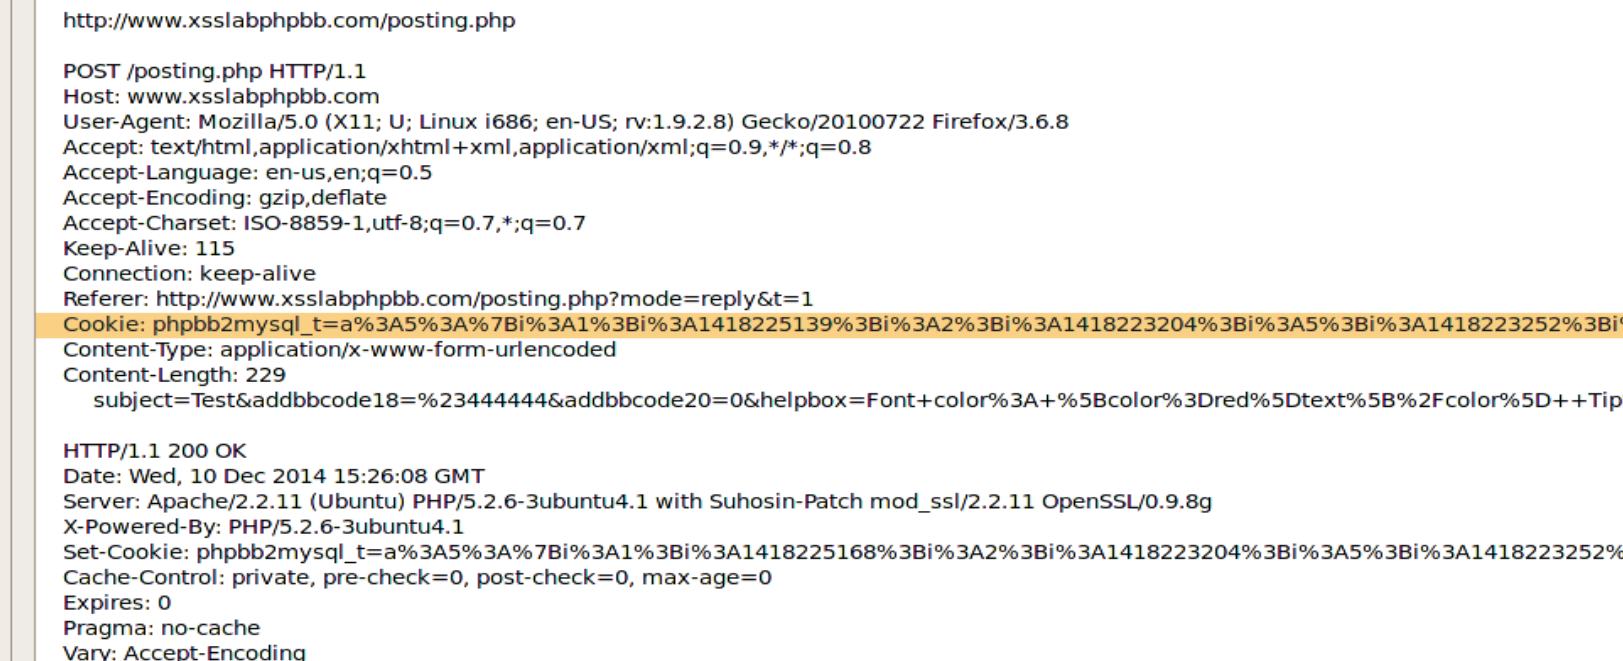 http://www.xsslabphpbb.com/posting.php
POST /posting.php HTTP/1.1
Host: www.xsslabphpbb.com
User-Agent: Mozilla/5.0 (X11; U; Linux i686; en-US; rv:1.9.2.8) Gecko/20100722 Firefox/3.6.8
Accept: text/html,application/xhtml+xml,application/xml;q=0.9,*/*;q=0.8
Accept-Language: en-us,en;q=0.5
Accept-Encoding: gzip,deflate
Accept-Charset: ISO-8859-1,utf-8;q=0.7,*;q=0.7
Keep-Alive: 115
Connection: keep-alive
Referer: http://www.xsslabphpbb.com/posting.php?mode=reply&t=1
Cookie: phpbb2mysql_t=a%3A5%3A%7Bi%3A1%3Bi%3A1418225139%3Bi%3A2%3Bi%3A1418223204%3Bi%3A5%3Bi%3A1418223252%3Bi%
Content-Type: application/x-www-form-urlencoded
Content-Length: 229
subject=Test&addbbcode18=%23444444&addbbcode20=0&helpbox=Font+color%3A+%5Bcolor%3Dred%5Dtext%5B%2Fcolor%5D++Tip
HTTP/1.1 200 OK
Date: Wed, 10 Dec 2014 15:26:08 GMT
Server: Apache/2.2.11 (Ubuntu) PHP/5.2.6-3ubuntu4.1 with Suhosin-Patch mod_ssl/2.2.11 OpenSSL/0.9.8g
X-Powered-By: PHP/5.2.6-3ubuntu4.1
Set-Cookie: phpbb2mysql_t=a%3A5%3A%7Bi%3A1%3Bi%3A1418225168%3Bi%3A2%3Bi%3A1418223204%3Bi%3A5%3Bi%3A1418223252%
Cache-Control: private, pre-check=0, post-check=0, max-age=0
Expires: 0
Pragma: no-cache
Vary: Accept-Encoding